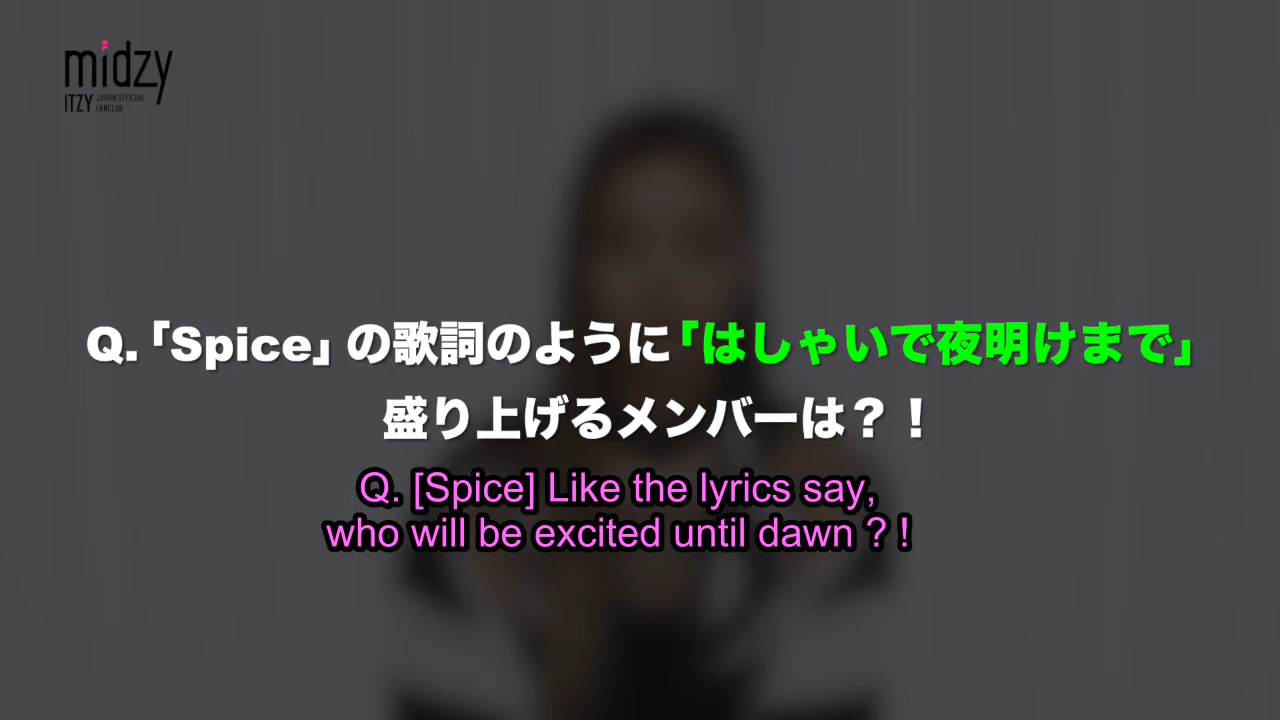 midzy
ITZY JAPAN OFFICIAL
FANCLUB
Q.「Spice」の歌詞のように「はしゃいで夜明けまで」
盛り上げるメンバーは？！
Q. [Spice] Like the lyrics say,
who will be excited until dawn ? !